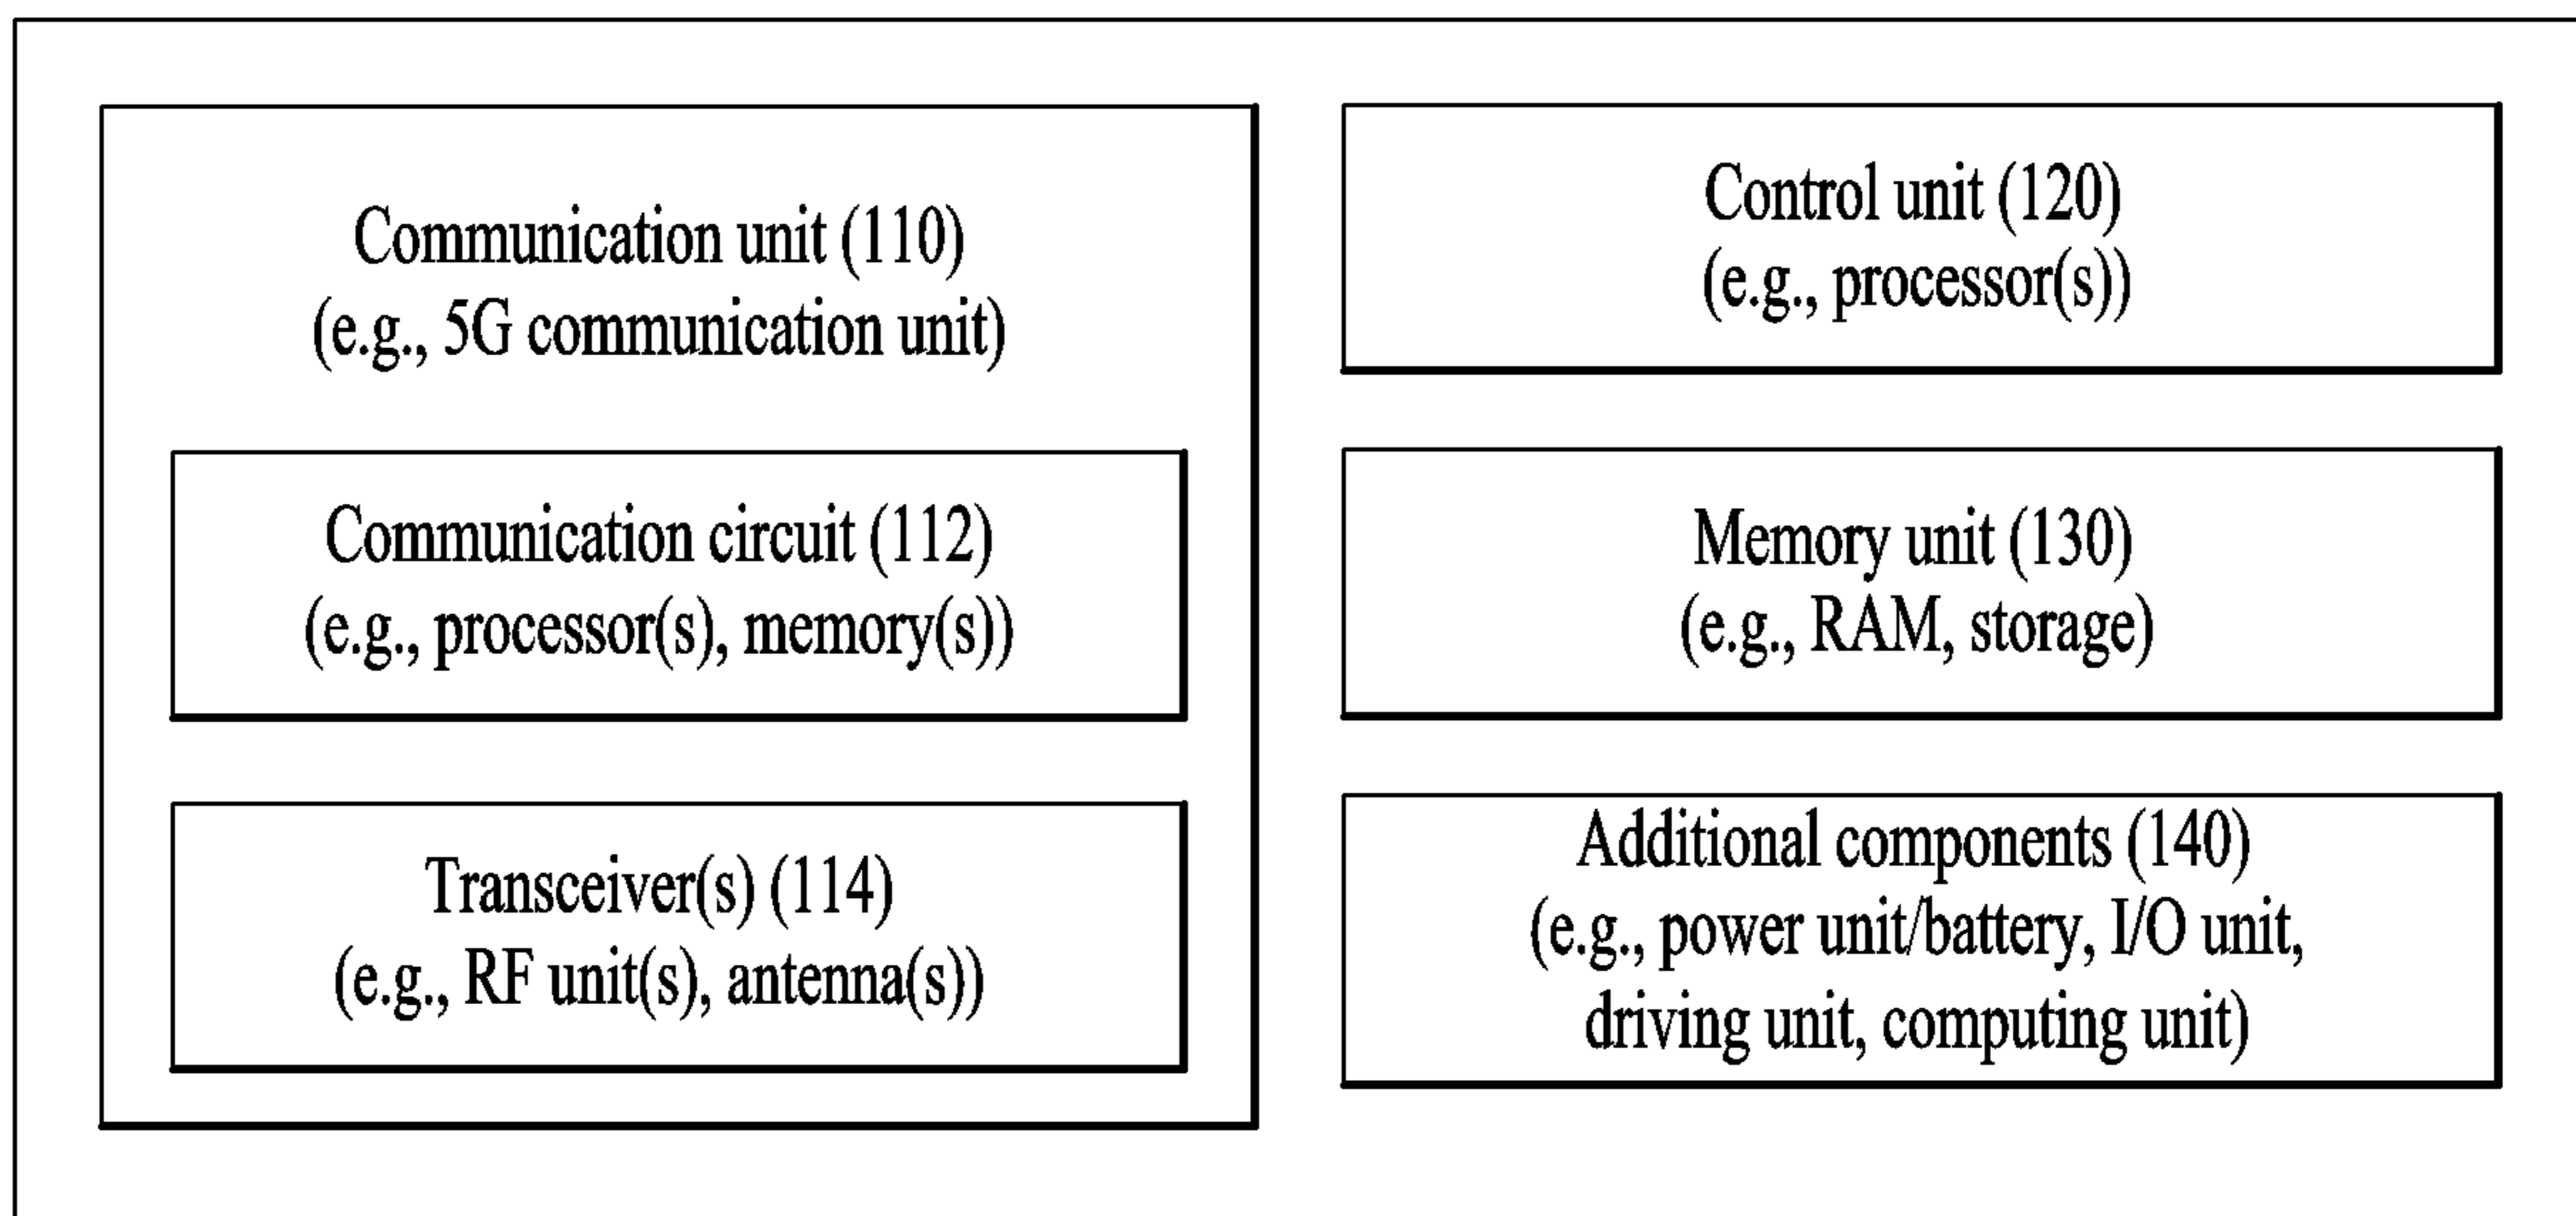 Communication unit (110)
(e.g., 5G communication unit)
Communication circuit (112)
(e.g., processor(s), memory(s))
Transceiver(s) (114)
(e.g., RF unit(s), antenna(s))
Control unit (120)
(e.g., processor(s))
Memory unit (130)
(e.g., RAM, storage)
Additional components (140)
(e.g., power unit/battery, I/O unit,
driving unit, computing unit)